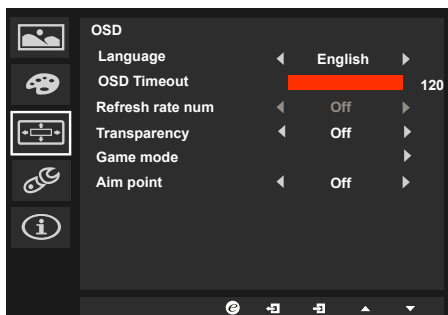 OSD
Language English
OSD Timeout 120
Refresh rate num Off
Transparency Off
Game mode
Aim point Off